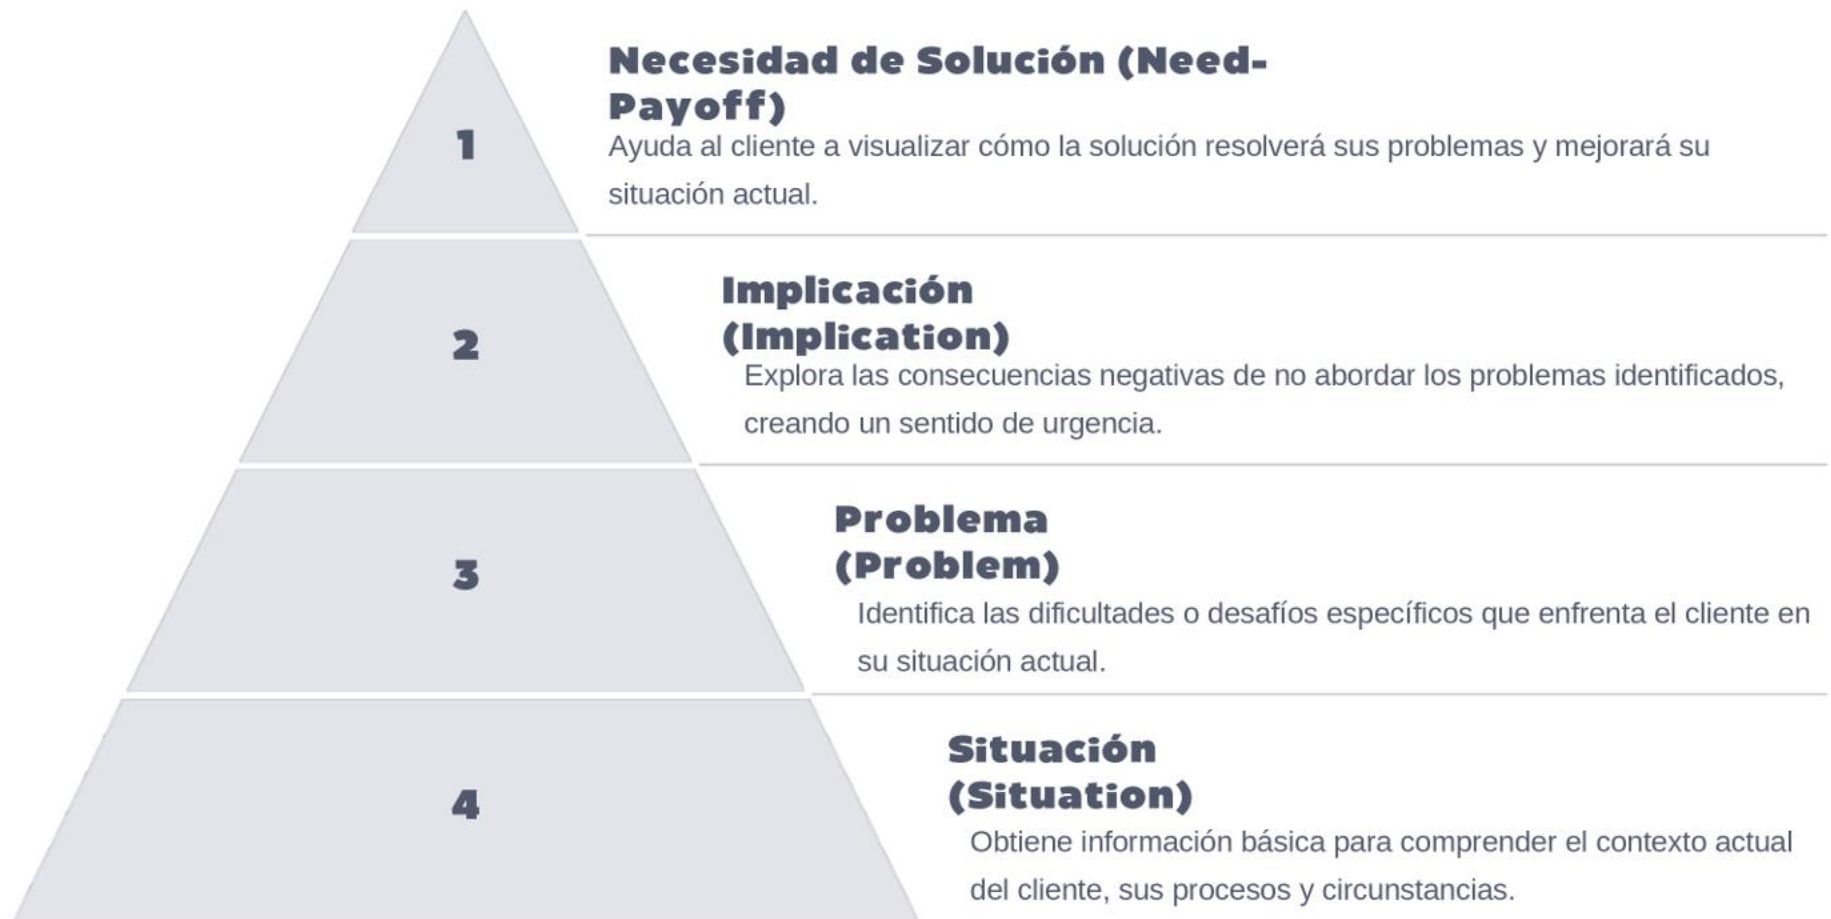 Necesidad de Solución (Need-
Payoff)
1
Ayuda al cliente a visualizar cómo la solución resolverá sus problemas y mejorará su
situación actual.
Implicación
(Implication)
2
Explora las consecuencias negativas de no abordar los problemas identificados,
creando un sentido de urgencia.
Problema
(Problem)
3
Identifica las dificultades o desafíos específicos que enfrenta el cliente en
su situación actual.
Situación
(Situation)
4
Obtiene información básica para comprender el contexto actual
del cliente, sus procesos y circunstancias.